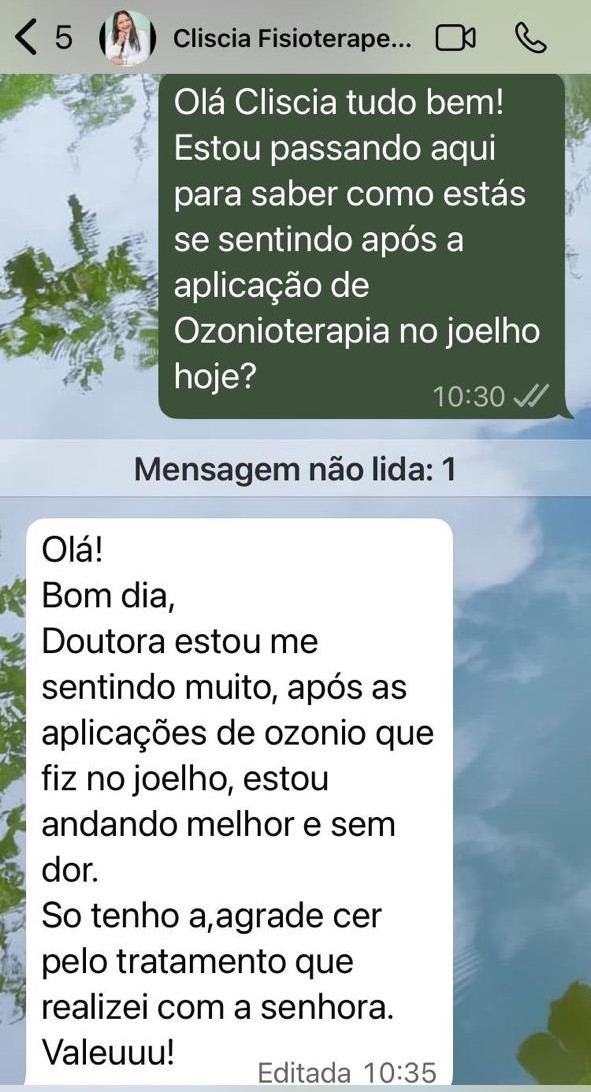 5 Cliscia Fisioterape...
Olá Cliscia tudo bem!
Estou passando aqui
para saber como estás
se sentindo após a
aplicação de
Ozonioterapia no joelho
hoje?
10:30
Mensagem não lida: 1
Olá!
Bom dia,
Doutora estou me
sentindo muito, após as
aplicações de ozonio que
fiz no joelho, estou
andando melhor e sem
dor.
So tenho a,agrade cer
pelo tratamento que
realizei com a senhora.
Valeuuu!
Editada 10:35